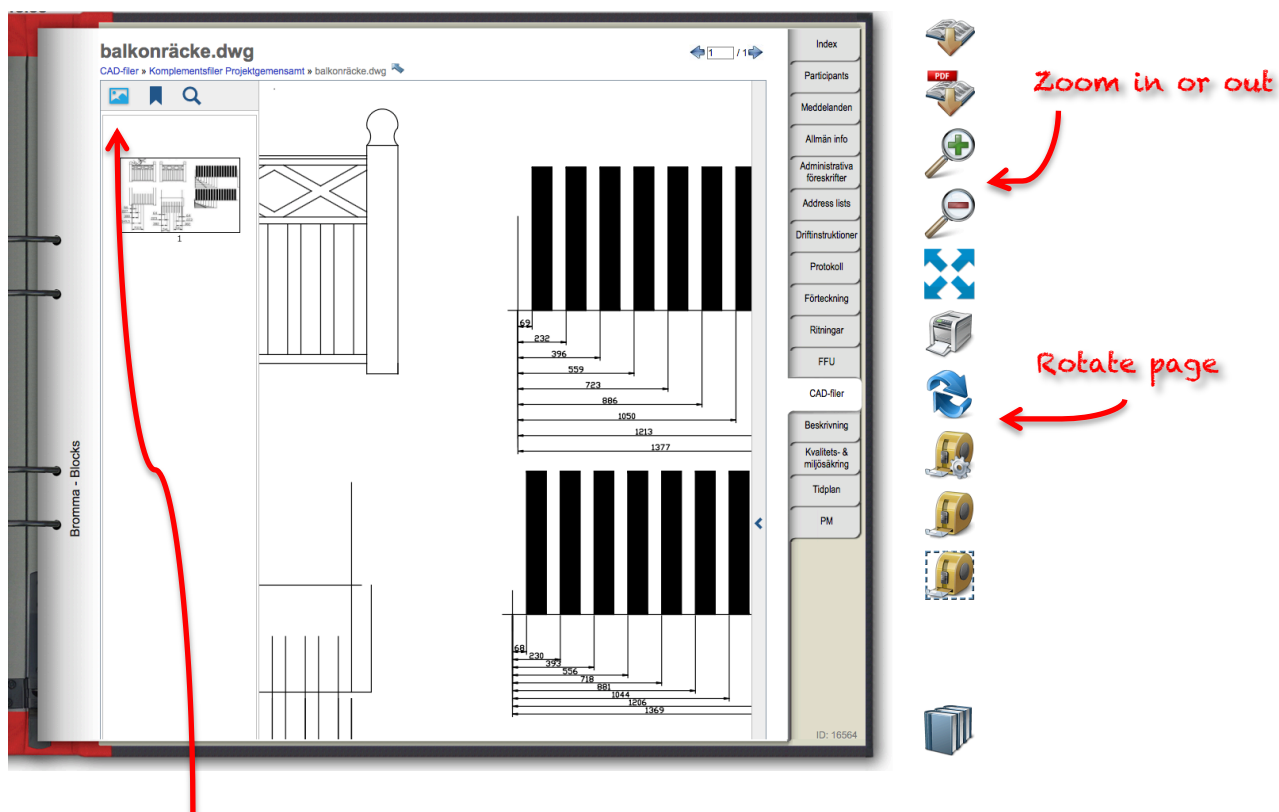 balkonräcke.dwg
1 / 1
CAD-filer » Komplementsfiler Projektgemensamt » balkonräcke.dwg
1
Bromma - Blocks
69
232
396
559
723
886
1050
1213
1377
68
230
393
556
718
881
1044
1206
1369
Index
Participants
Meddelanden
Allmän info
Administrativa
föreskrifter
Address lists
Driftinstruktioner
Protokoll
Förteckning
Ritningar
FFU
CAD-filer
Beskrivning
Kvalitets- &
miljösäkring
Tidplan
PM
ID: 16564
PDF
Zoom in or out
Rotate page